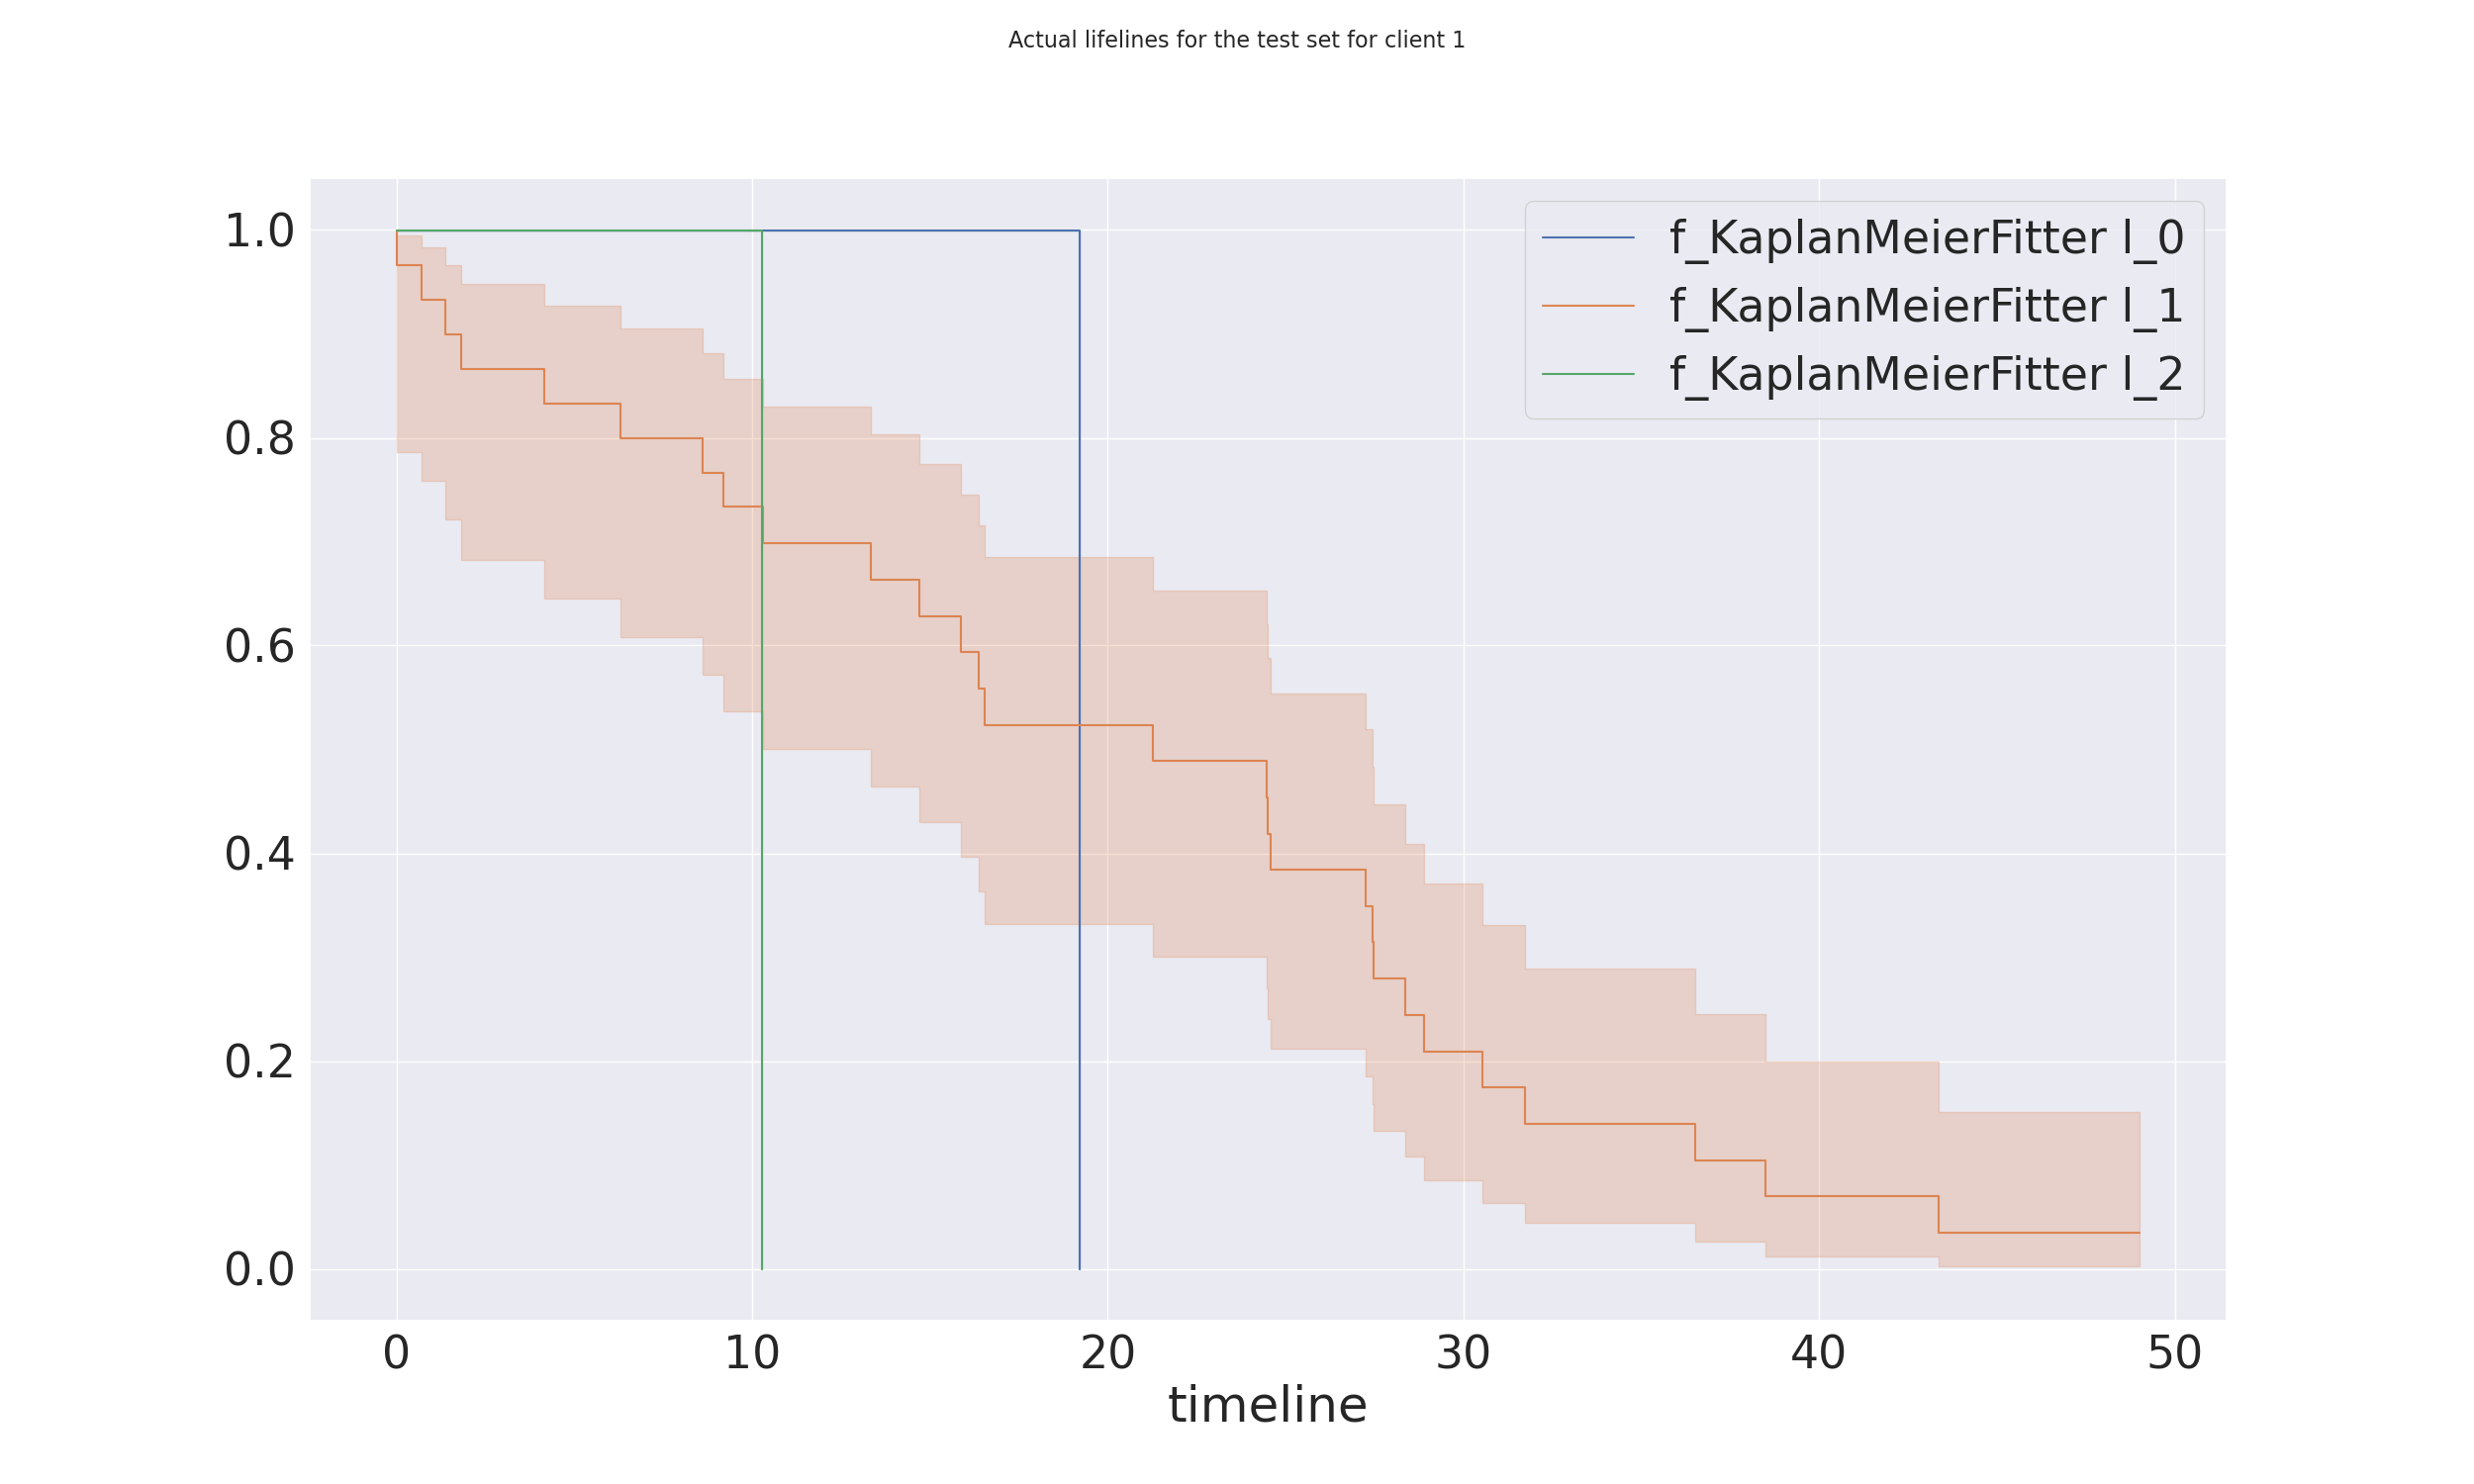 Actual lifelines for the test set for client 1
1.0
0.8
0.6
0.4
0.2
0.0
f_KaplanMeierFitter l_0
f_KaplanMeierFitter l_1
f_KaplanMeierFitter l_2
0 10 20 30 40 50
timeline